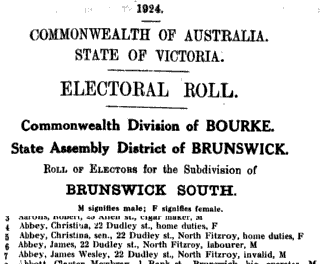 1924.
COMMONWEALTH OF AUSTRALIA.
STATE OF VICTORIA.
ELECTORAL ROLL.
Commonwealth Division of BOURKE.
State Assembly District of BRUNSWICK.
ROLL OF ELECTORS for the Subdivision of
BRUNSWICK SOUTH.
M signifies male; F signifies female.
3 Aarons, Robert, Allen st., cigar maker, M
4 Abbey, Christina, 22 Dudley st., home duties, F
5 Abbey, Christina, sen., 22 Dudley st., North Fitzroy, home duties, F
6 Abbey, James, 22 Dudley st., North Fitzroy, labourer, M
7 Abbey, James Wesley, 22 Dudley st., North Fitzroy, invalid, M